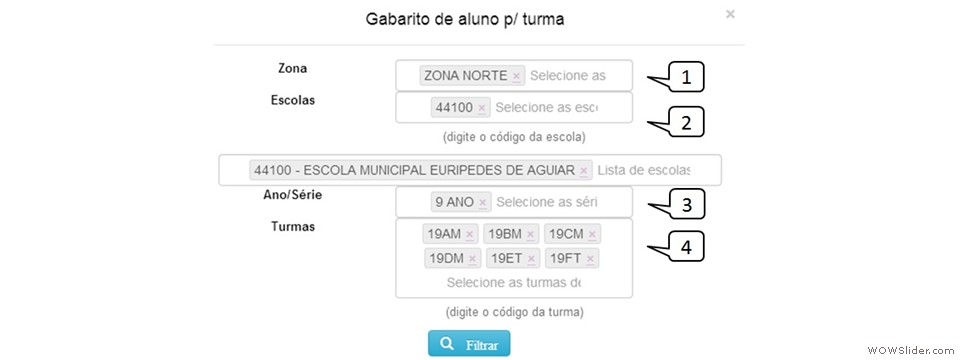 Gabarito de aluno p/ turma ×
Zona ZONA NORTE × Selecione as 1
Escolas 44100 × Selecione as esc 2
(digite o código da escola)
44100 - ESCOLA MUNICIPAL EURIPEDES DE AGUIAR × Lista de escolas
Ano/Série 9 ANO × Selecione as séri 3
Turmas 19AM × 19BM × 19CM × 4
19DM × 19ET × 19FT ×
Selecione as turmas de
(digite o código da turma)
Filtrar
WOWSlider.com